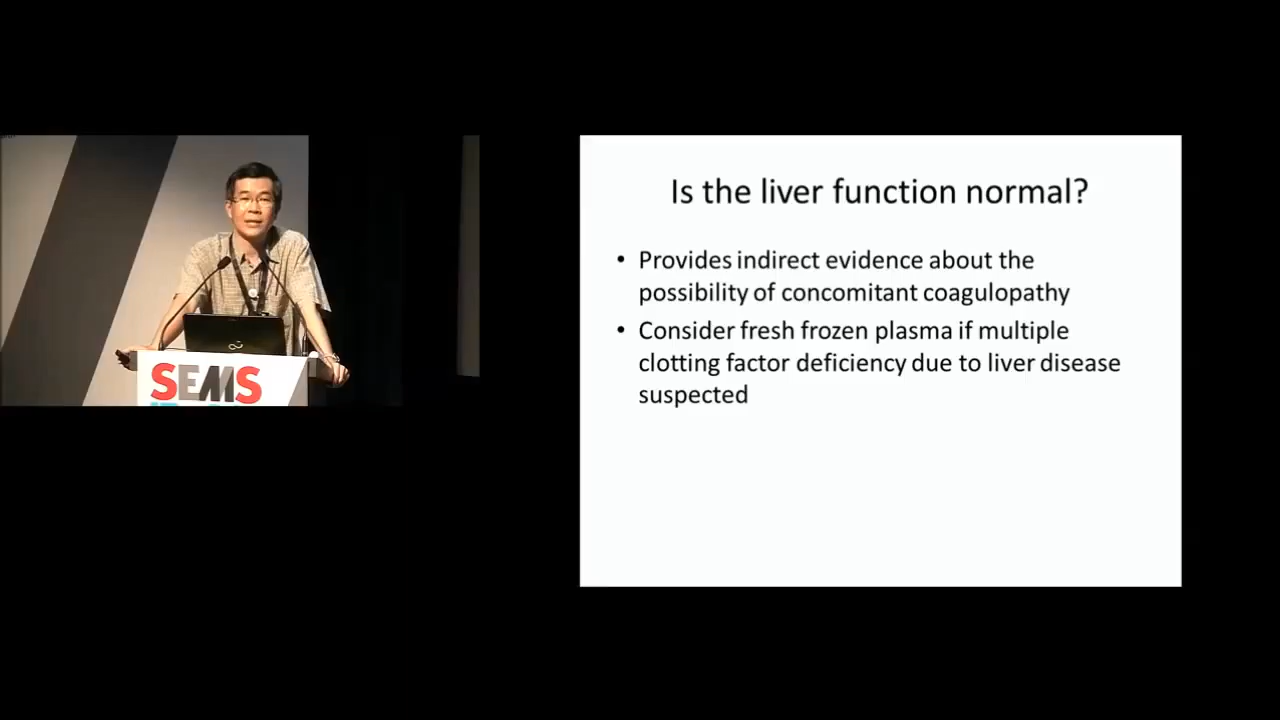 SEMS
Is the liver function normal?
• Provides indirect evidence about the
possibility of concomitant coagulopathy
• Consider fresh frozen plasma if multiple
clotting factor deficiency due to liver disease
suspected